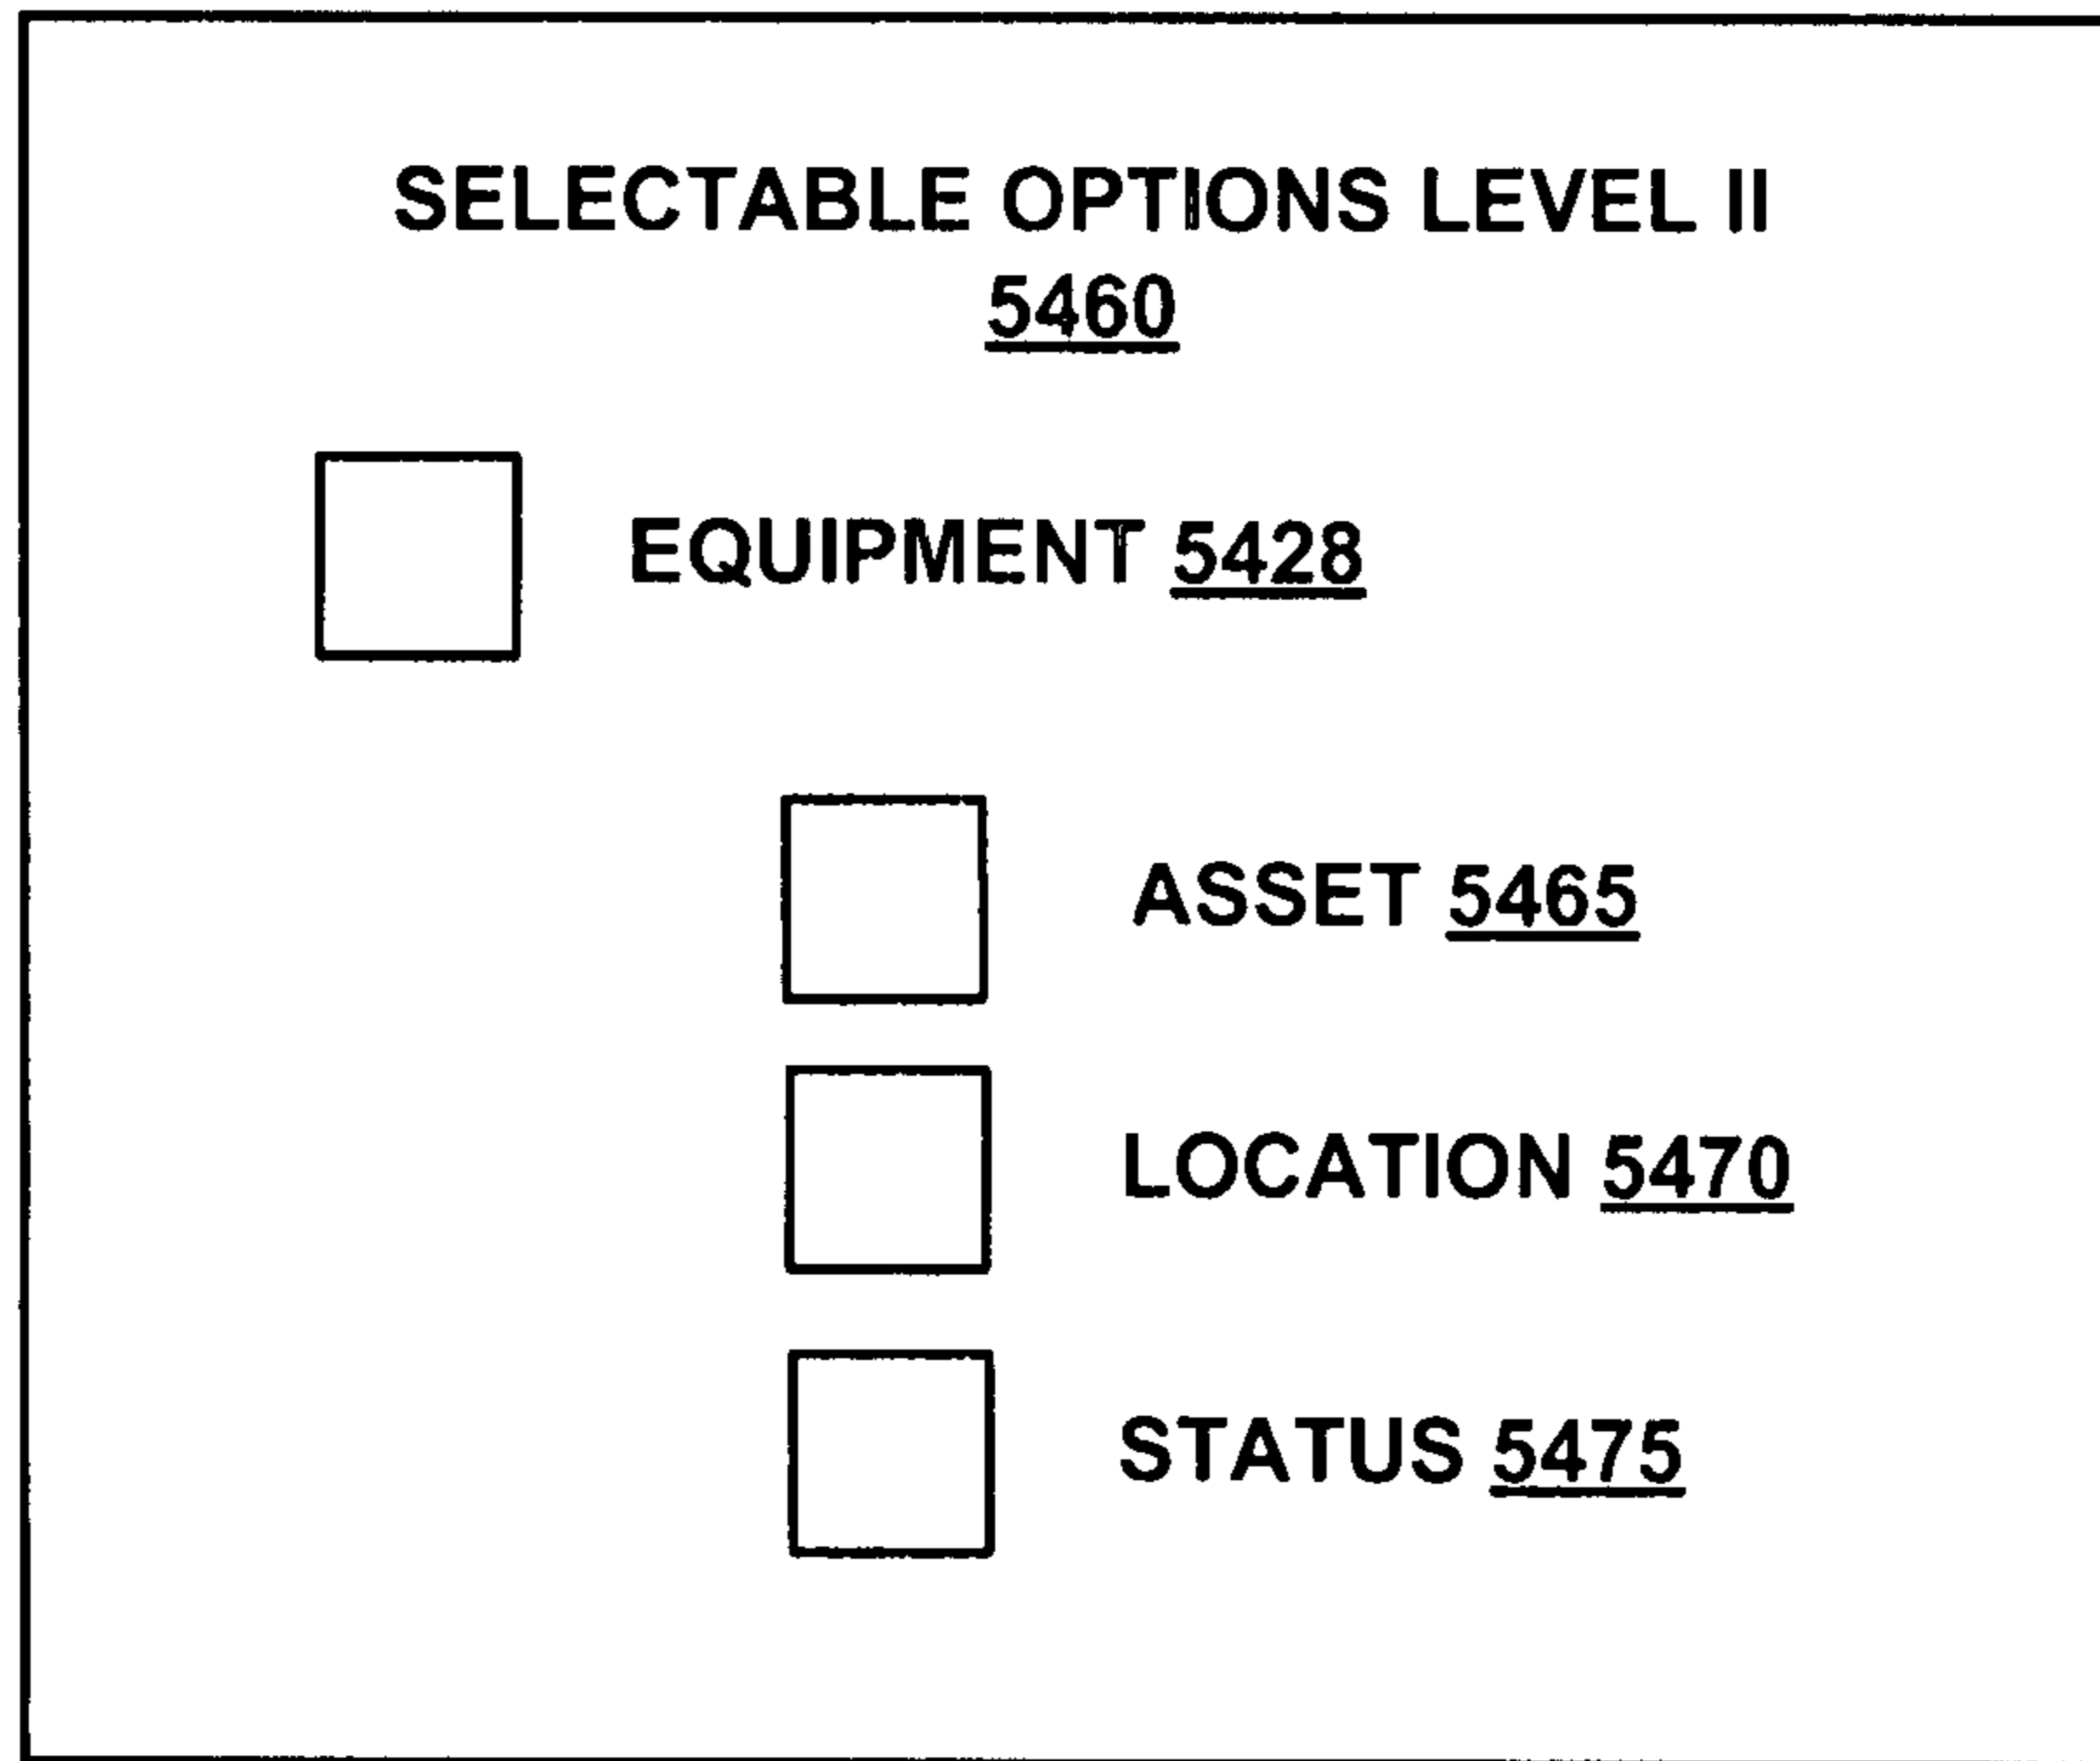 SELECTABLE OPTIONS LEVEL II
5460
EQUIPMENT 5428
ASSET 5465
LOCATION 5470
STATUS 5475